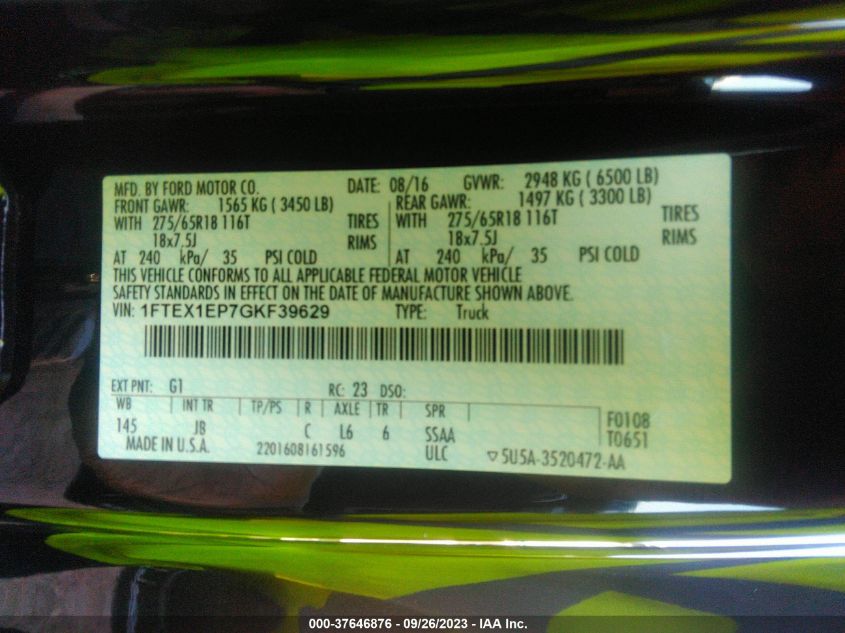 MFD. BY FORD MOTOR CO. DATE: 08/16 GVWR: 2948 KG ( 6500 LB)
FRONT GAWR: 1565 KG ( 3450 LB) REAR GAWR: 1497 KG ( 3300 LB)
WITH 275/65R18 116T TIRES WITH 275/65R18 116T TIRES
18x7.5J RIMS 18x7.5J RIMS
AT 240 kPa/ 35 PSI COLD AT 240 kPa/ 35 PSI COLD
THIS VEHICLE CONFORMS TO ALL APPLICABLE FEDERAL MOTOR VEHICLE
SAFETY STANDARDS IN EFFECT ON THE DATE OF MANUFACTURE SHOWN ABOVE.
VIN: 1FTEX1EP7GKF39629 TYPE: Truck
EXT PNT: G1 RC: 23 DSO:
WB INT TR TP/PS R AXLE TR SPR F0108
145 JB C L6 6 SSAA T0651
MADE IN U.S.A. 2201608161596 ULC ▽5U5A-3520472-AA
000-37646876 - 09/26/2023 - IAA Inc.